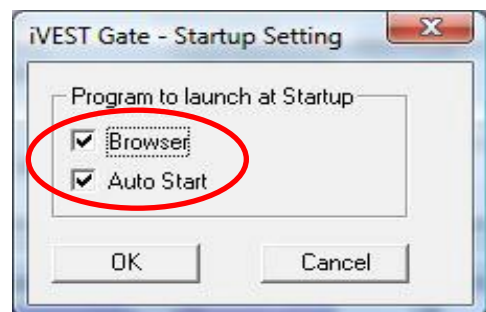 iVEST Gate - Startup Setting
Program to launch at Startup
Browser
Auto Start
OK Cancel